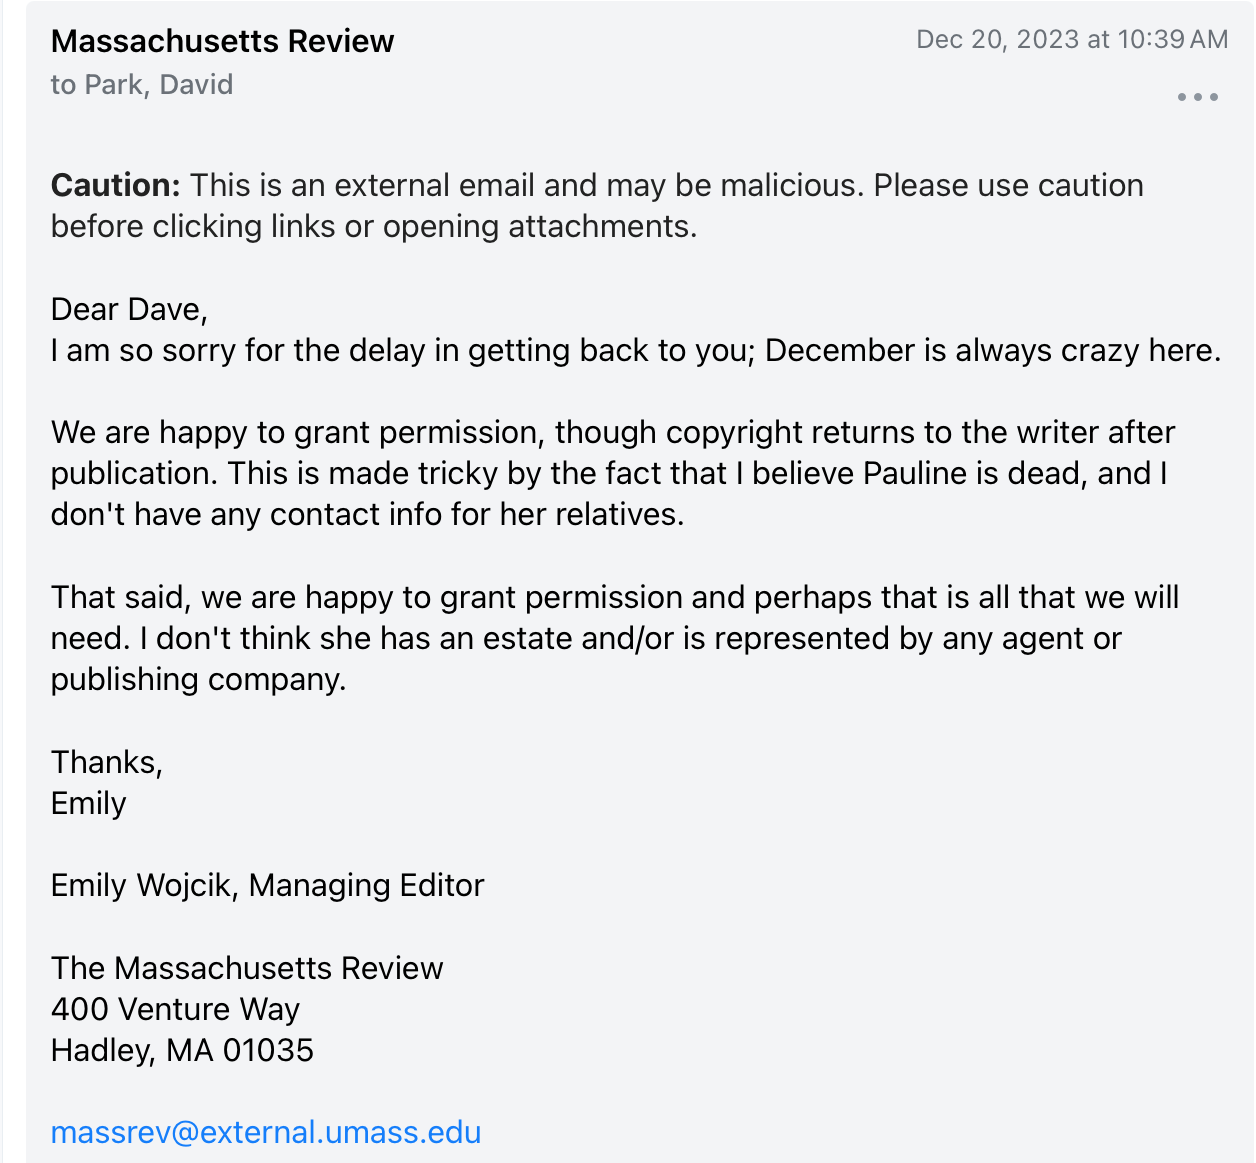 Massachusetts Review
Dec 20, 2023 at 10:39 AM
to Park, David
Caution: This is an external email and may be malicious. Please use caution
before clicking links or opening attachments.
Dear Dave,
I am so sorry for the delay in getting back to you; December is always crazy here.
We are happy to grant permission, though copyright returns to the writer after
publication. This is made tricky by the fact that I believe Pauline is dead, and I
don't have any contact info for her relatives.
That said, we are happy to grant permission and perhaps that is all that we will
need. I don't think she has an estate and/or is represented by any agent or
publishing company.
Thanks,
Emily
Emily Wojcik, Managing Editor
The Massachusetts Review
400 Venture Way
Hadley, MA 01035
massrev@external.umass.edu